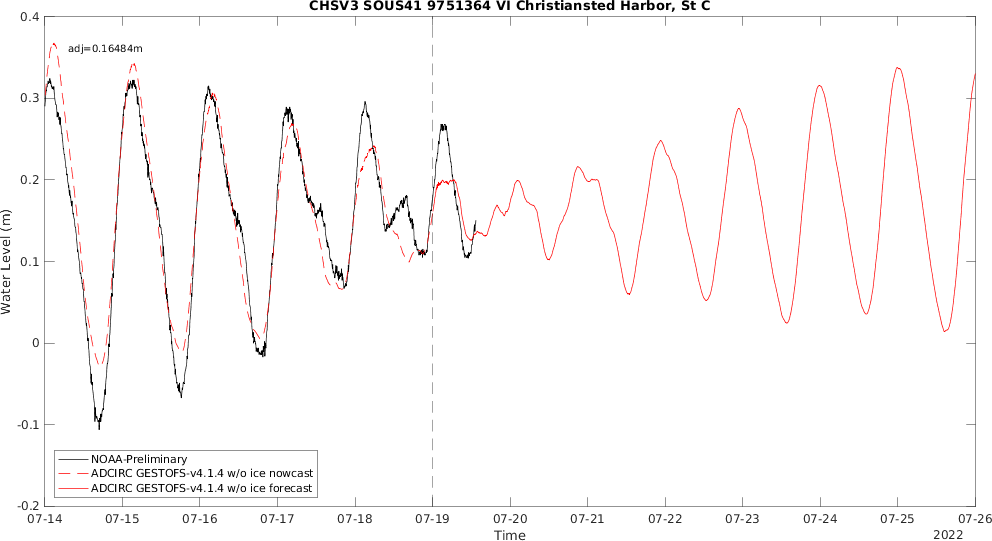 CHSV3 SOUS41 9751364 VI Christiansted Harbor, St C
adj=0.16484m
0.4
0.3
0.2
0.1
0
-0.1
-0.2
Water Level (m)
NOAA-Preliminary
ADCIRC GESTOFS-v4.1.4 w/o ice nowcast
ADCIRC GESTOFS-v4.1.4 w/o ice forecast
07-14 07-15 07-16 07-17 07-18 07-19 07-20 07-21 07-22 07-23 07-24 07-25 07-26
Time
2022